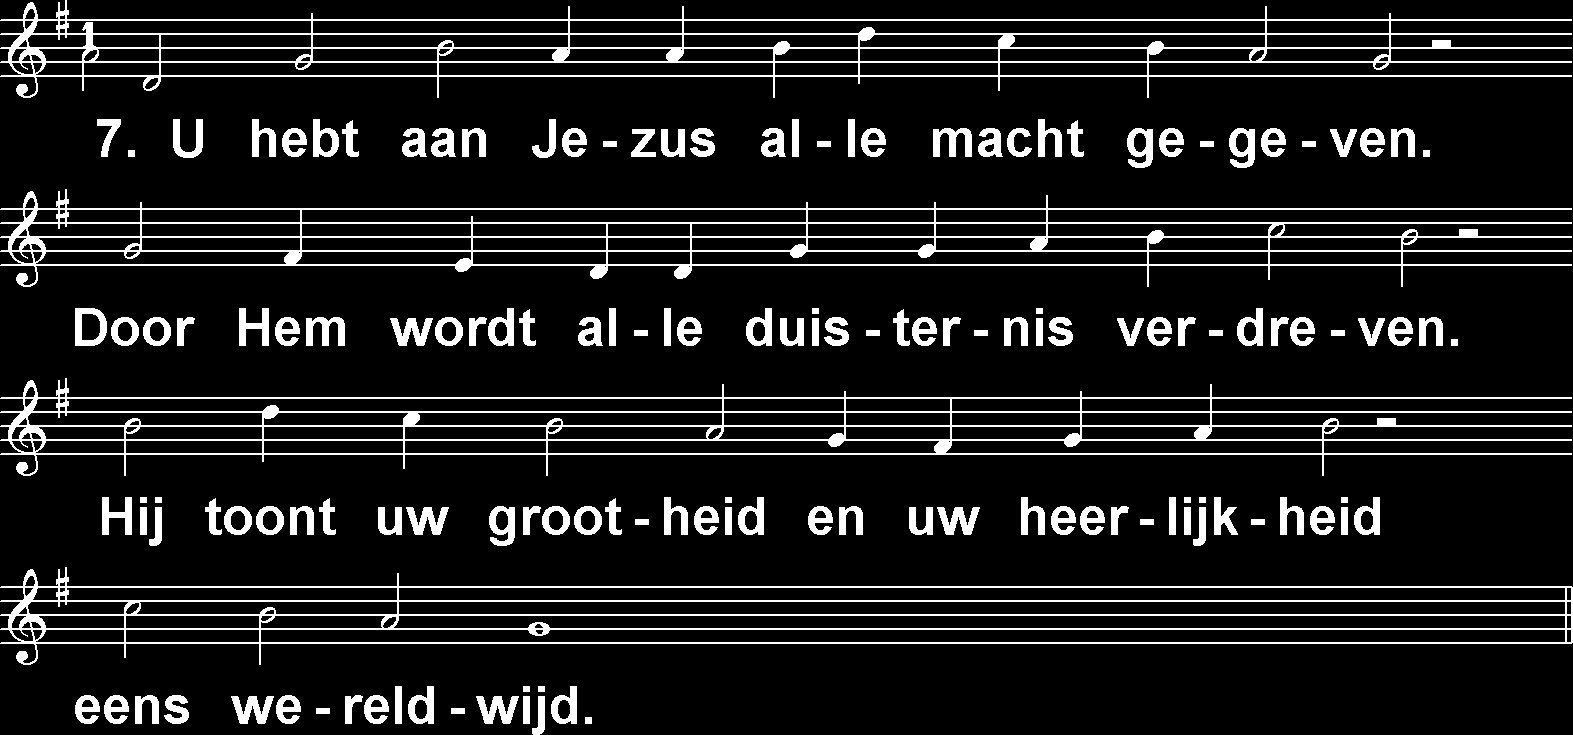 1
7. U hebt aan Je - zus al - le macht ge - ge - ven.
Door Hem wordt al - le duis - ter - nis ver - dre - ven.
Hij toont uw groot - heid en uw heer - lijk - heid
eens we - reld - wijd.